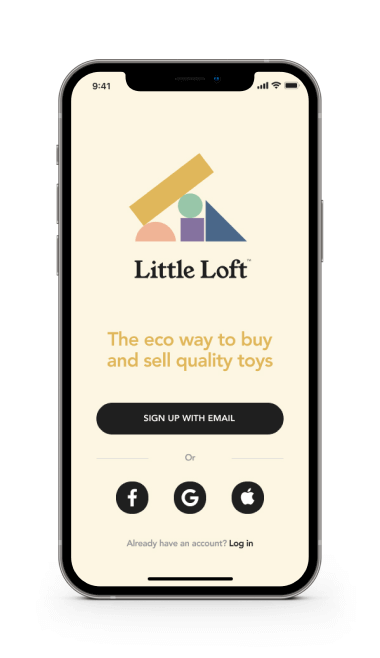 9:41
Little Loft™
The eco way to buy
and sell quality toys
SIGN UP WITH EMAIL
Or
f G
Already have an account? Log in